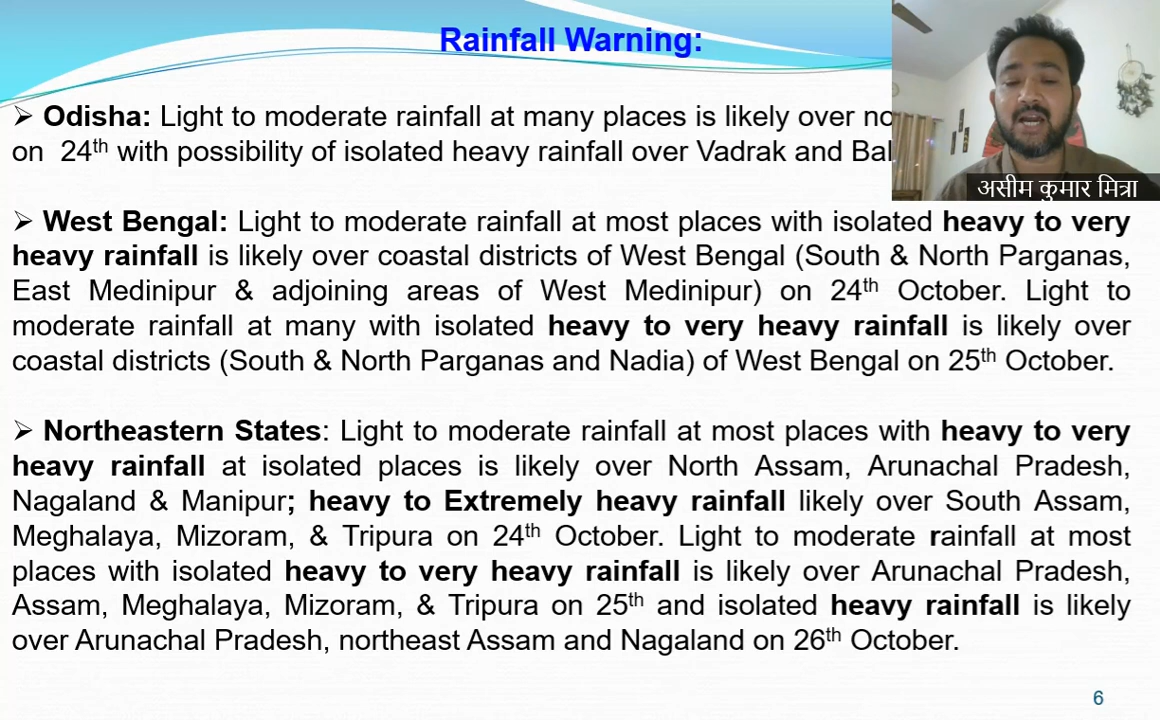 Rainfall Warning:
➢ Odisha: Light to moderate rainfall at many places is likely over
on 24th with possibility of isolated heavy rainfall over Vadrak and
असीम कुमार मित्रा
➢ West Bengal: Light to moderate rainfall at most places with isolated heavy to very
heavy rainfall is likely over coastal districts of West Bengal (South & North Parganas,
East Medinipur & adjoining areas of West Medinipur) on 24th October. Light to
moderate rainfall at many with isolated heavy to very heavy rainfall is likely over
coastal districts (South & North Parganas and Nadia) of West Bengal on 25th October.
➢ Northeastern States: Light to moderate rainfall at most places with heavy to very
heavy rainfall at isolated places is likely over North Assam, Arunachal Pradesh,
Nagaland & Manipur; heavy to Extremely heavy rainfall likely over South Assam,
Meghalaya, Mizoram, & Tripura on 24th October. Light to moderate rainfall at most
places with isolated heavy to very heavy rainfall is likely over Arunachal Pradesh,
Assam, Meghalaya, Mizoram, & Tripura on 25th and isolated heavy rainfall is likely
over Arunachal Pradesh, northeast Assam and Nagaland on 26th October.
6